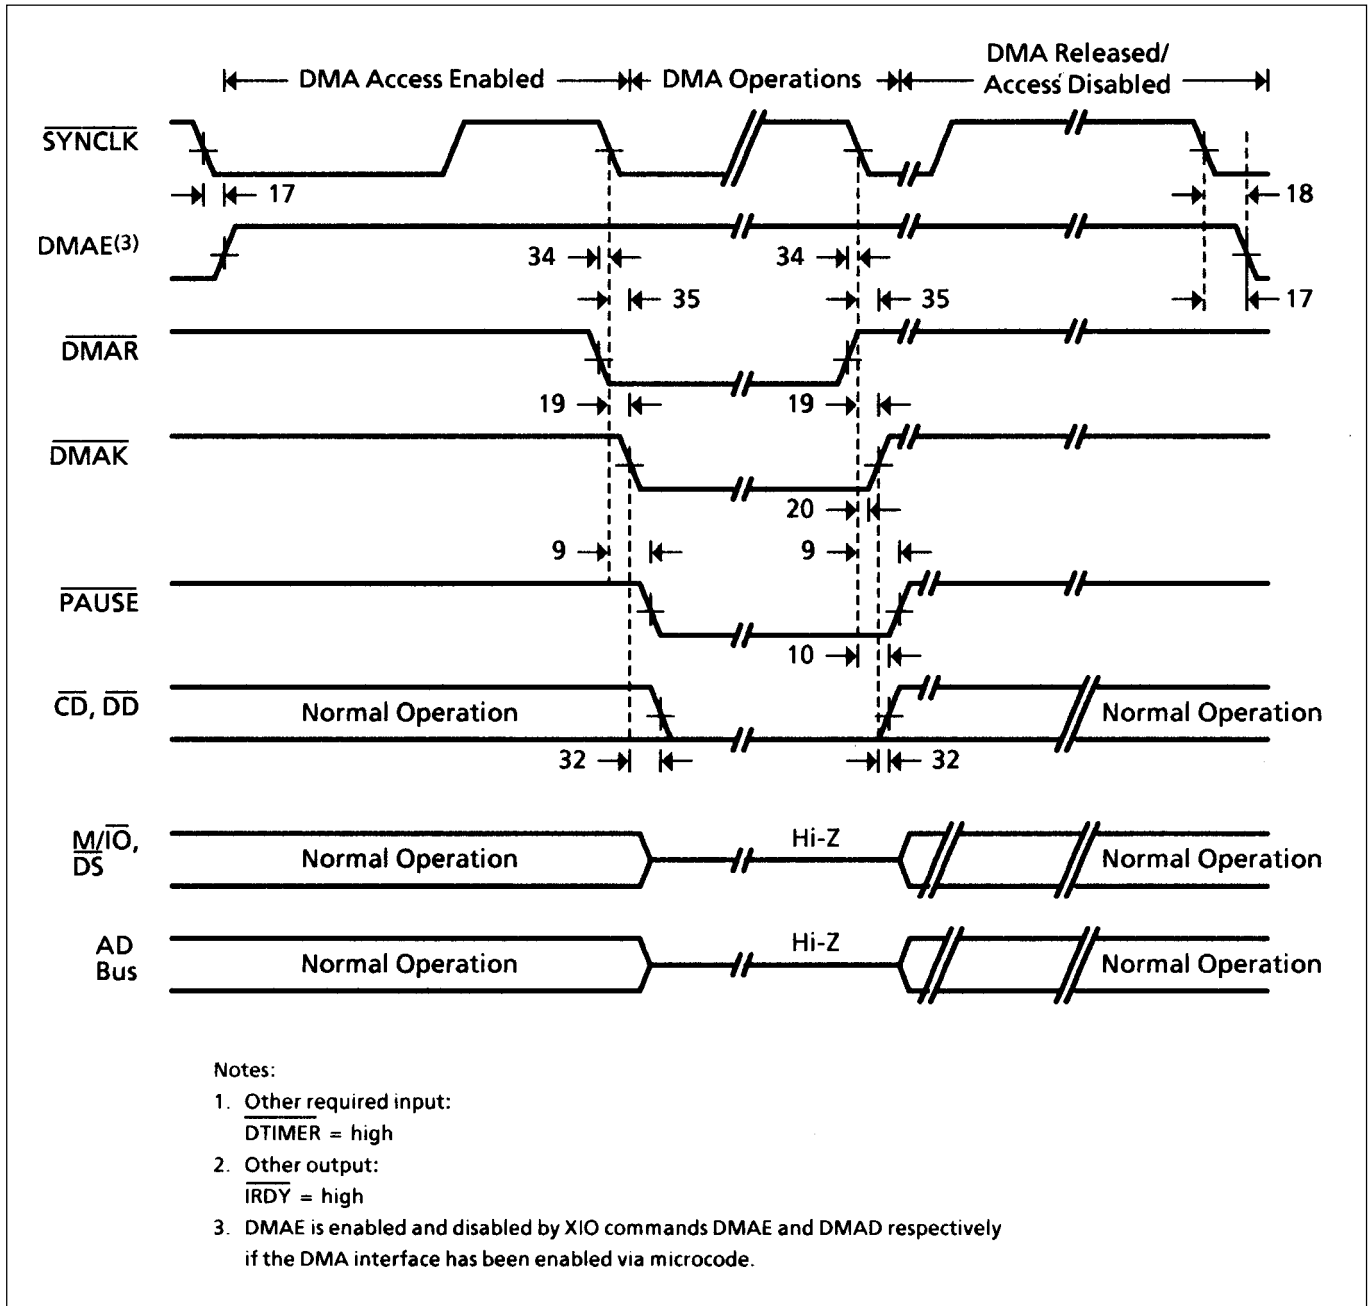 DMA Access Enabled DMA Operations DMA Released/
Access Disabled
SYNCLK
17 18
DMAE(3)
34 34
35 35 17
DMAR
19 19
DMAK
20
9 9
PAUSE
10
CD, DD Normal Operation Normal Operation
32 32
M/IO,
DS Normal Operation Hi-Z Normal Operation
AD
Bus Normal Operation Hi-Z Normal Operation
Notes:
1. Other required input:
DTIMER = high
2. Other output:
IRDY = high
3. DMAE is enabled and disabled by XIO commands DMAE and DMAD respectively
if the DMA interface has been enabled via microcode.